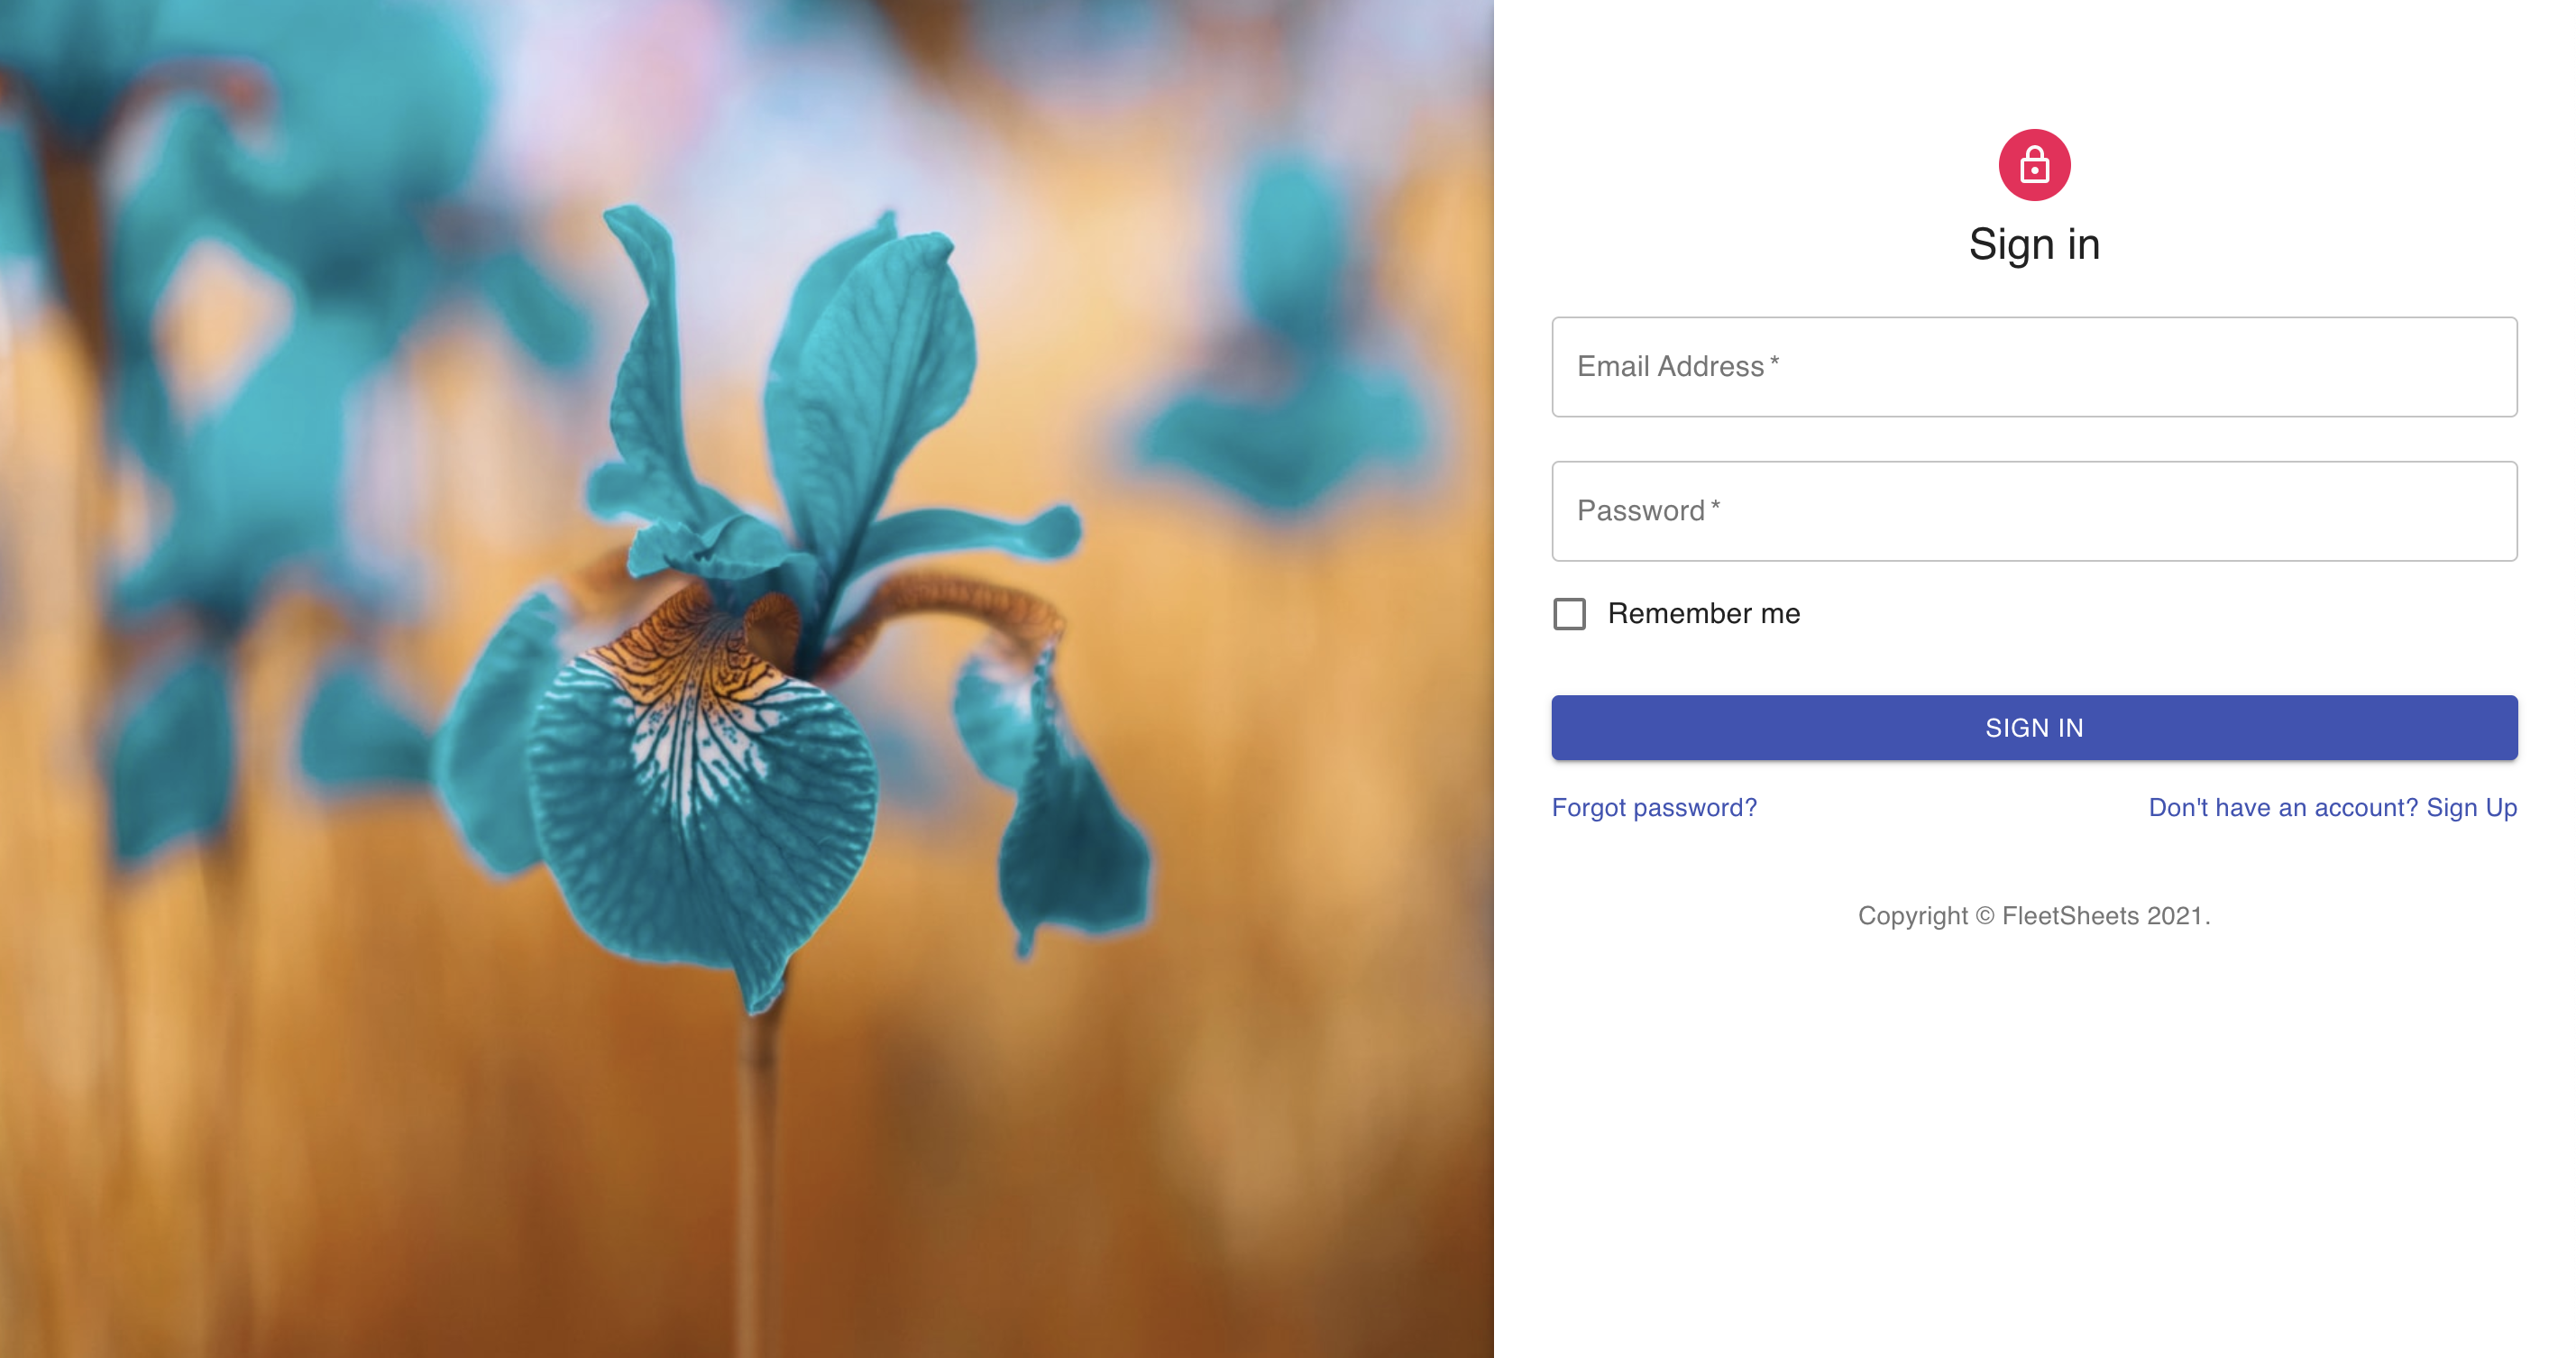 Sign in
Email Address *
Password *
Remember me
SIGN IN
Forgot password?
Don't have an account? Sign Up
Copyright © FleetSheets 2021.